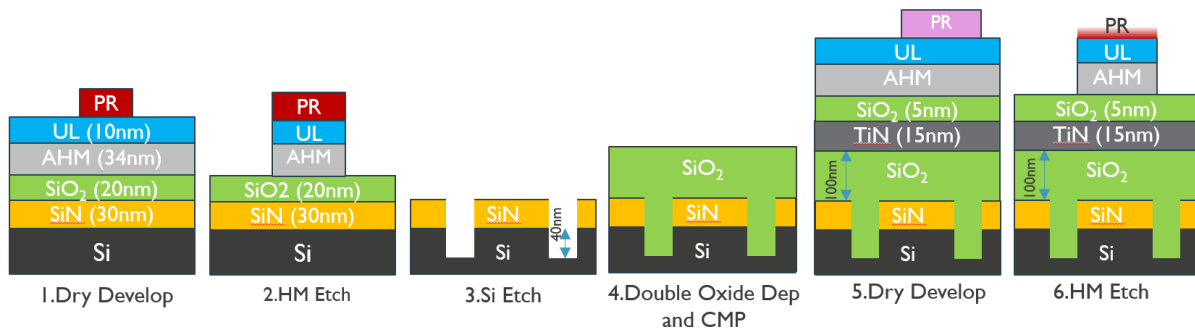 PR
UL (10nm)
AHM (34nm)
SiO₂ (20nm)
SiN (30nm)
Si
1.Dry Develop
PR
UL
AHM
SiO2 (20nm)
SiN (30nm)
Si
2.HM Etch
SiN
40nm
Si
3.Si Etch
SiO₂
SiN
Si
4.Double Oxide Dep
and CMP
PR
UL
AHM
SiO₂ (5nm)
TiN (15nm)
100nm
SiO₂
SiN
Si
5.Dry Develop
PR
UL
AHM
SiO₂ (5nm)
TiN (15nm)
100nm
SiO₂
SiN
Si
6.HM Etch